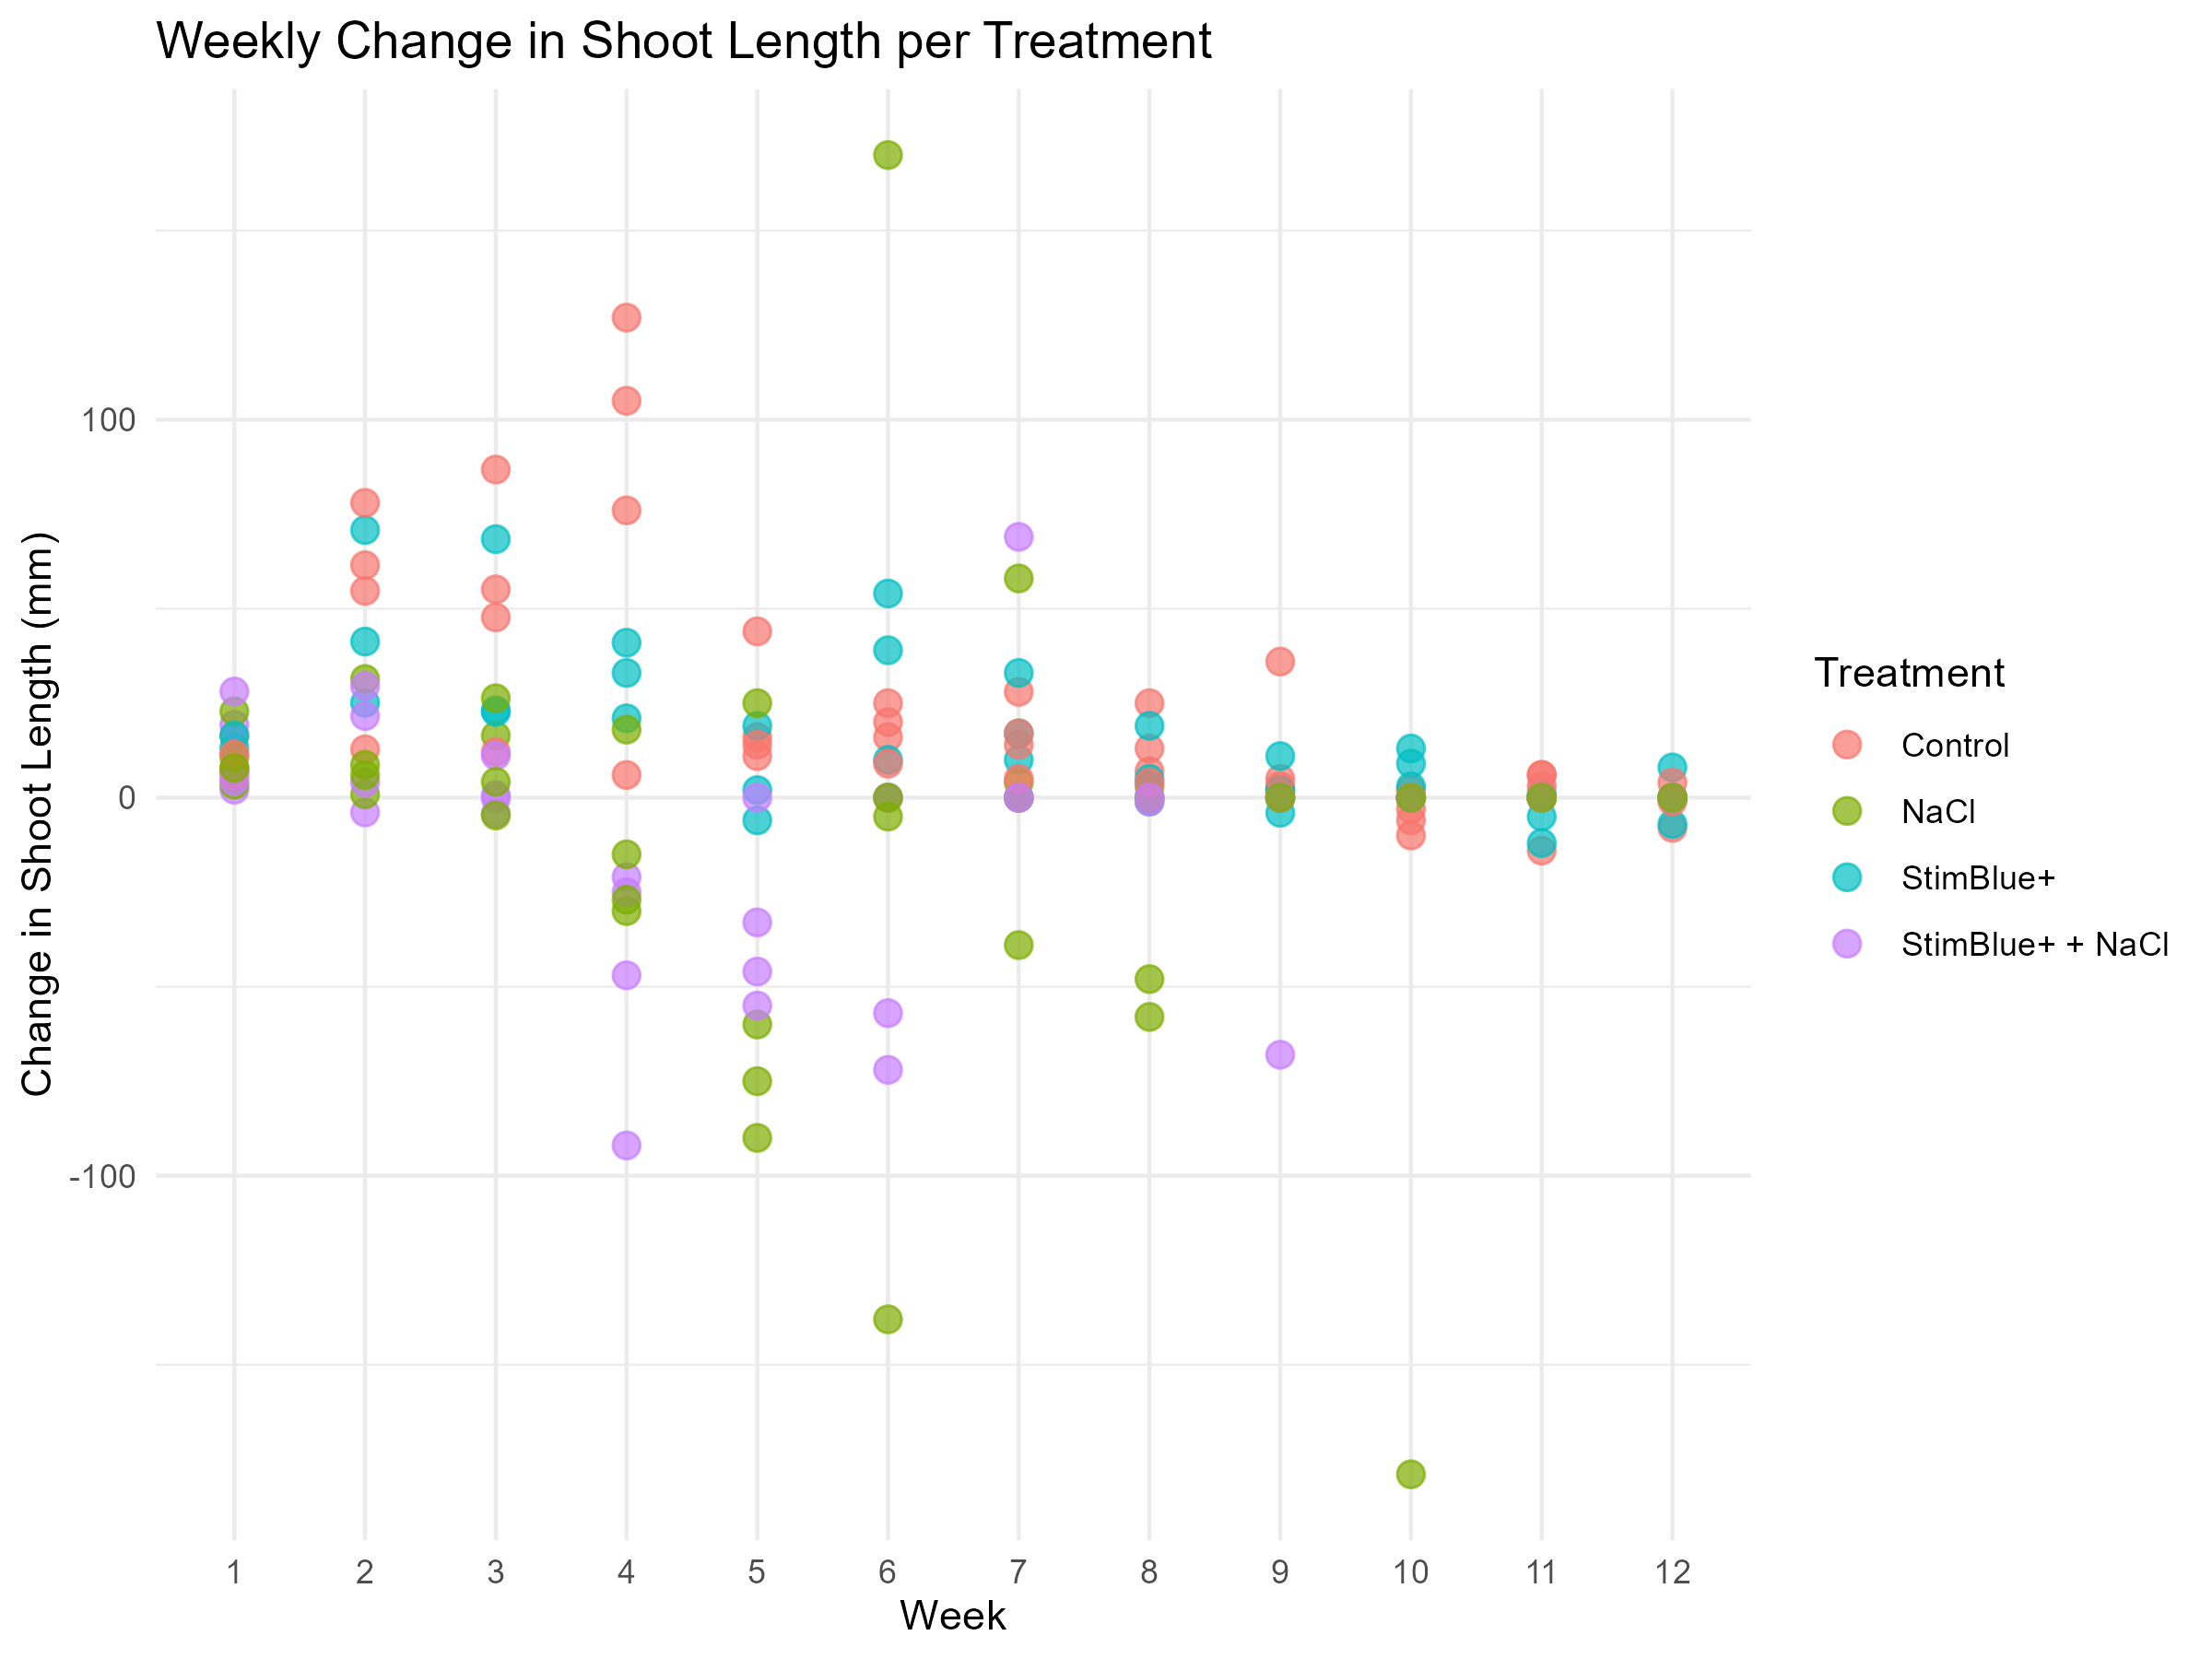 Weekly Change in Shoot Length per Treatment
Change in Shoot Length (mm)
100
0
-100
1 2 3 4 5 6 7 8 9 10 11 12
Week
Treatment
Control
NaCl
StimBlue+
StimBlue+ + NaCl